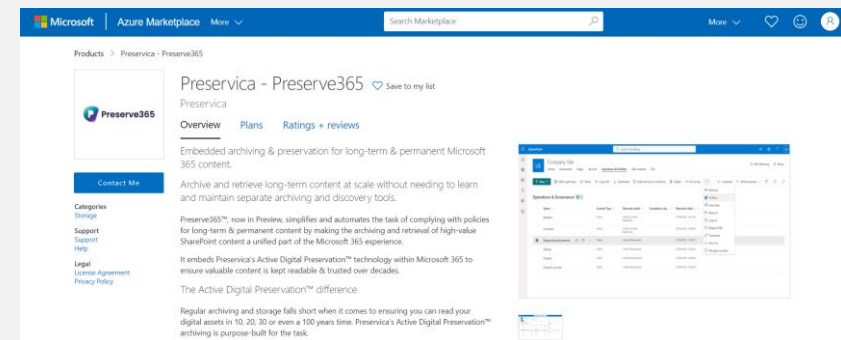 Microsoft Azure Marketplace More Search Marketplace More
Products > Preservica - Preserve365
Preserve365
Preservica - Preserve365 Save to my list
Preservica
Overview Plans Ratings + reviews
Contact Me
Categories
Storage
Support
Support
Help
Legal
License Agreement
Privacy Policy
Embedded archiving & preservation for long-term & permanent Microsoft
365 content.
Archive and retrieve long-term content at scale without needing to learn
and maintain separate archiving and discovery tools.
Preserve365™, now in Preview, simplifies and automates the task of complying with policies
for long-term & permanent content by making the archiving and retrieval of high-value
SharePoint content a unified part of the Microsoft 365 experience.
It embeds Preservica's Active Digital Preservation™ technology within Microsoft 365 to
ensure valuable content is kept readable & trusted over decades.
The Active Digital Preservation™ difference
Regular archiving and storage falls short when it comes to ensuring you can read your
digital assets in 10, 20, 30 or even a 100 years time. Preservica's Active Digital Preservation™
archiving is purpose-built for the task.
Company Site